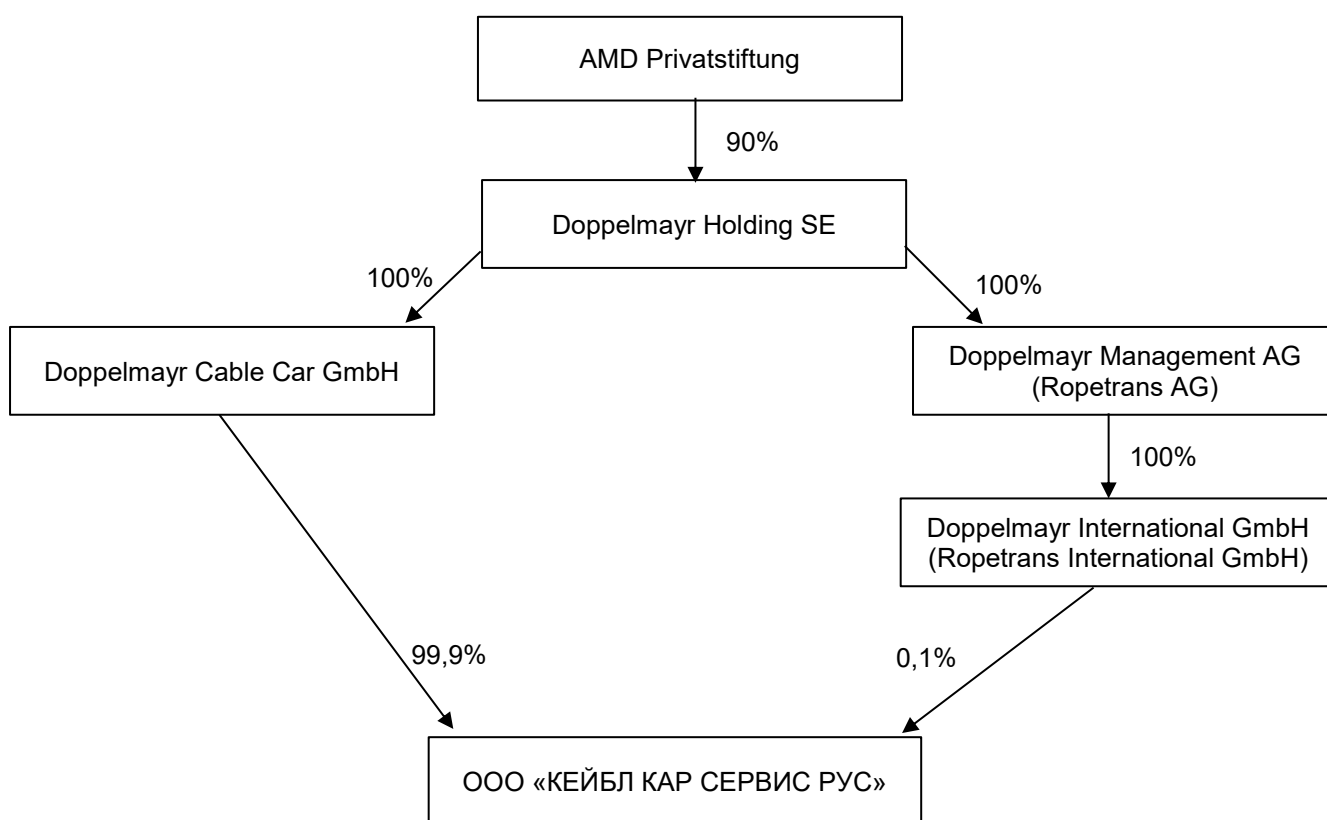 AMD Privatstiftung
90%
Doppelmayr Holding SE
100%
100%
Doppelmayr Cable Car GmbH
Doppelmayr Management AG
(Ropetrans AG)
100%
Doppelmayr International GmbH
(Ropetrans International GmbH)
99,9%
0,1%
ООО «КЕЙБЛ КАР СЕРВИС РУС»